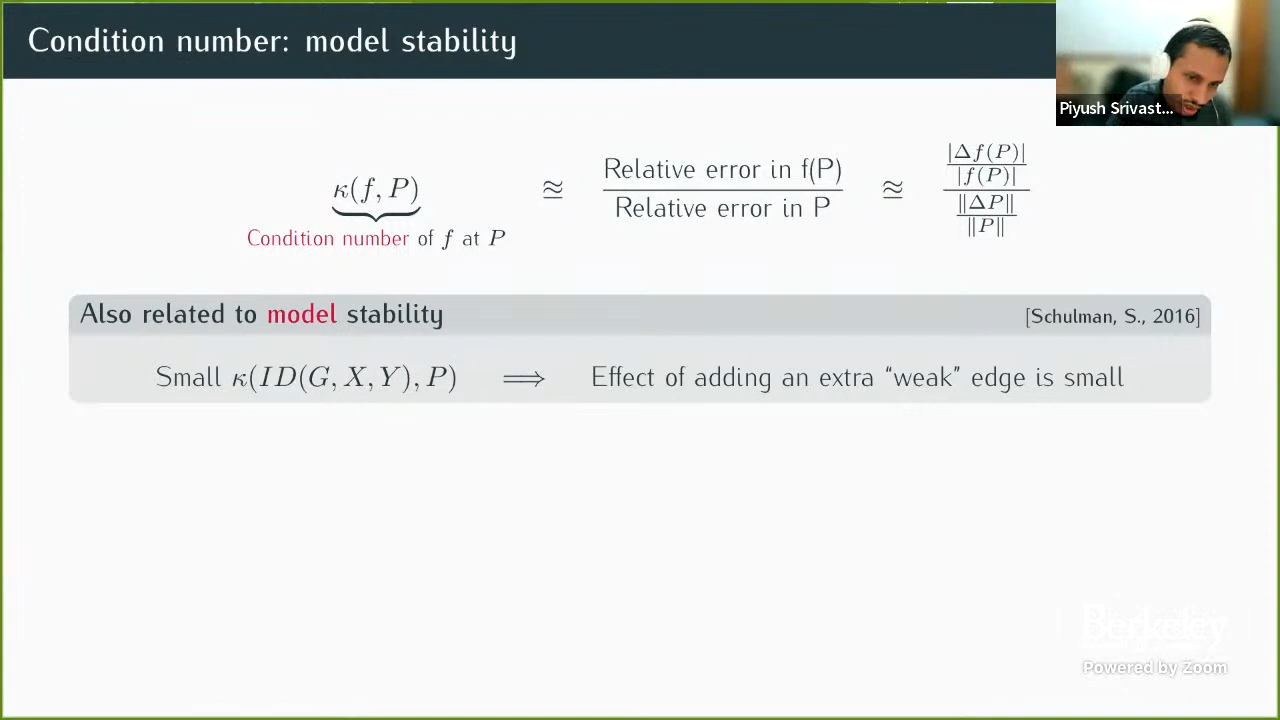 Condition number: model stability
Piyush Srivast...
κ(f, P) ≊ Relative error in f(P) / Relative error in P ≊ |Δf(P)| / |f(P)| / ‖ΔP‖ / ‖P‖
Condition number of f at P
Also related to model stability [Schulman, S., 2016]
Small κ(ID(G, X, Y), P) ⟹ Effect of adding an extra “weak” edge is small
Berkeley
Powered by Zoom